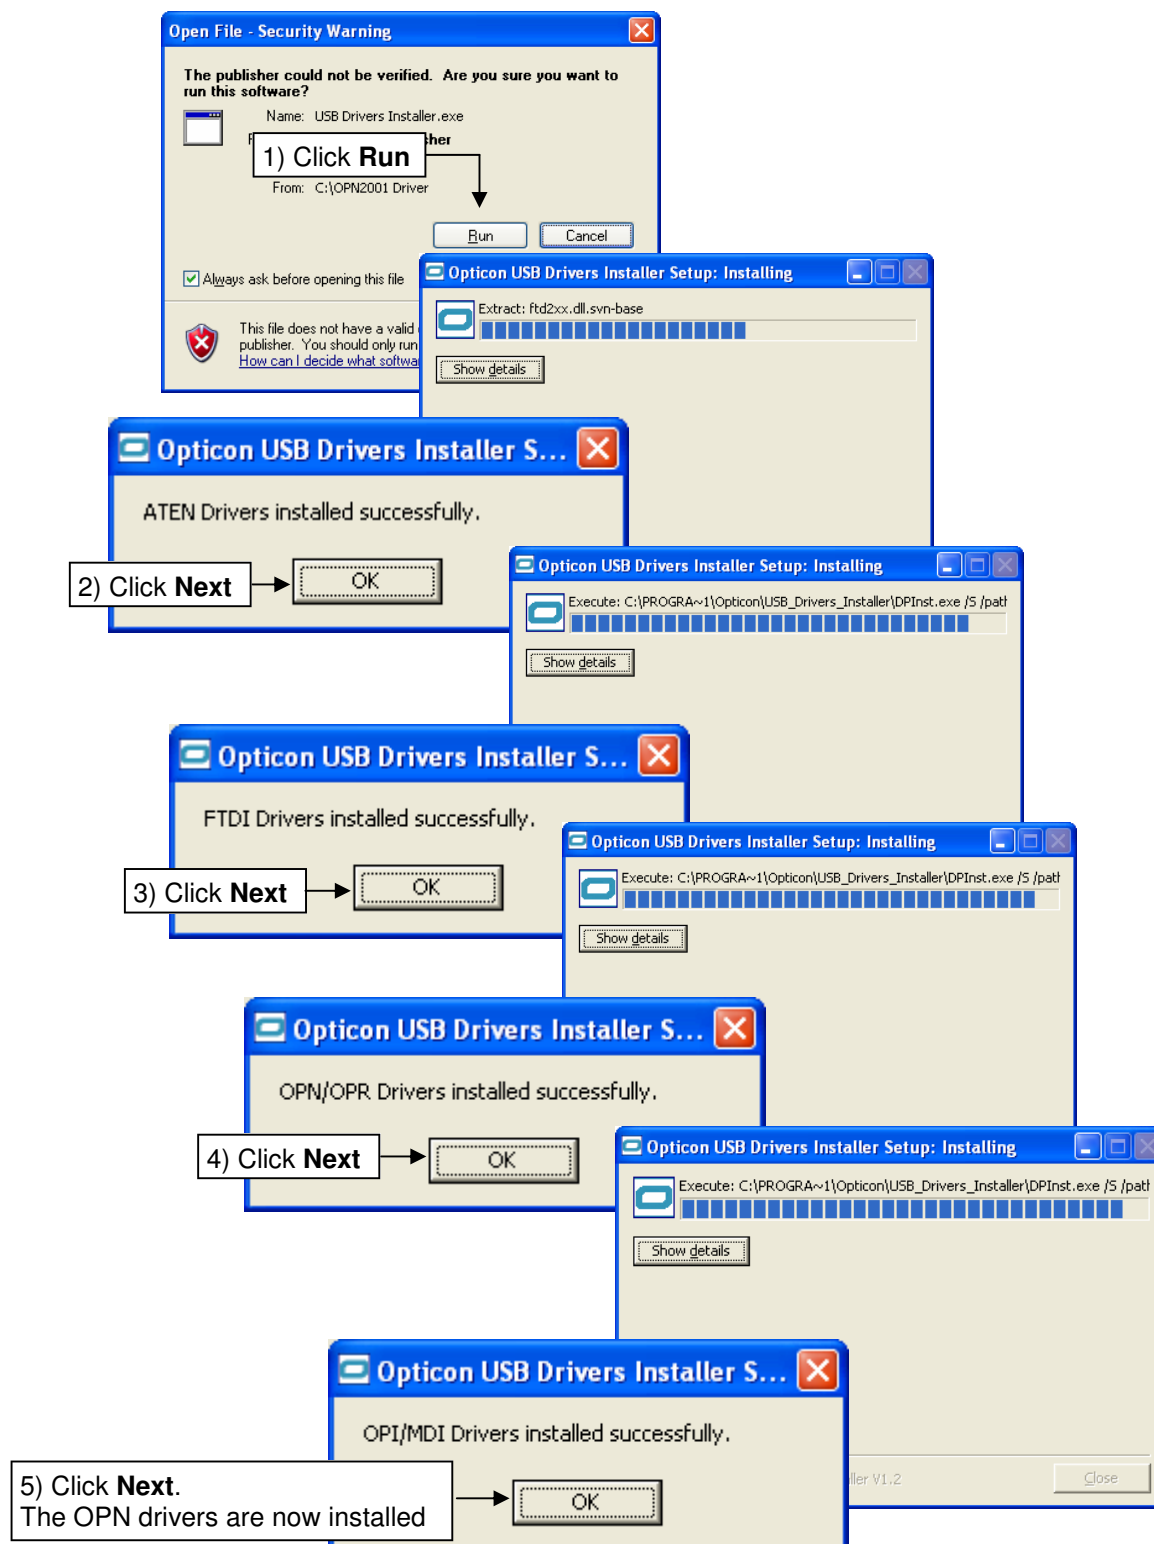 Open File - Security Warning
The publisher could not be verified. Are you sure you want to
run this software?
Name: USB Drivers Installer.exe
1) Click Run
From: C:\OPN2001 Driver
Run Cancel
Always ask before opening this file
This file does not have a valid
publisher. You should only run
How can I decide what
Opticon USB Drivers Installer Setup: Installing
Extract: ftd2xx.dll.svn-base
Show details
Opticon USB Drivers Installer S...
ATEN Drivers installed successfully.
2) Click Next
OK
Opticon USB Drivers Installer Setup: Installing
Execute: C:\PROGRA~1\Opticon\USB_Drivers_Installer\DPInst.exe /S /path
Show details
Opticon USB Drivers Installer S...
FTDI Drivers installed successfully.
3) Click Next
OK
Opticon USB Drivers Installer Setup: Installing
Execute: C:\PROGRA~1\Opticon\USB_Drivers_Installer\DPInst.exe /S /path
Show details
Opticon USB Drivers Installer S...
OPN/OPR Drivers installed successfully.
4) Click Next
OK
Opticon USB Drivers Installer Setup: Installing
Execute: C:\PROGRA~1\Opticon\USB_Drivers_Installer\DPInst.exe /S /path
Show details
Opticon USB Drivers Installer S...
OPI/MDI Drivers installed successfully.
5) Click Next.
The OPN drivers are now installed
OK
ller V1.2
Close